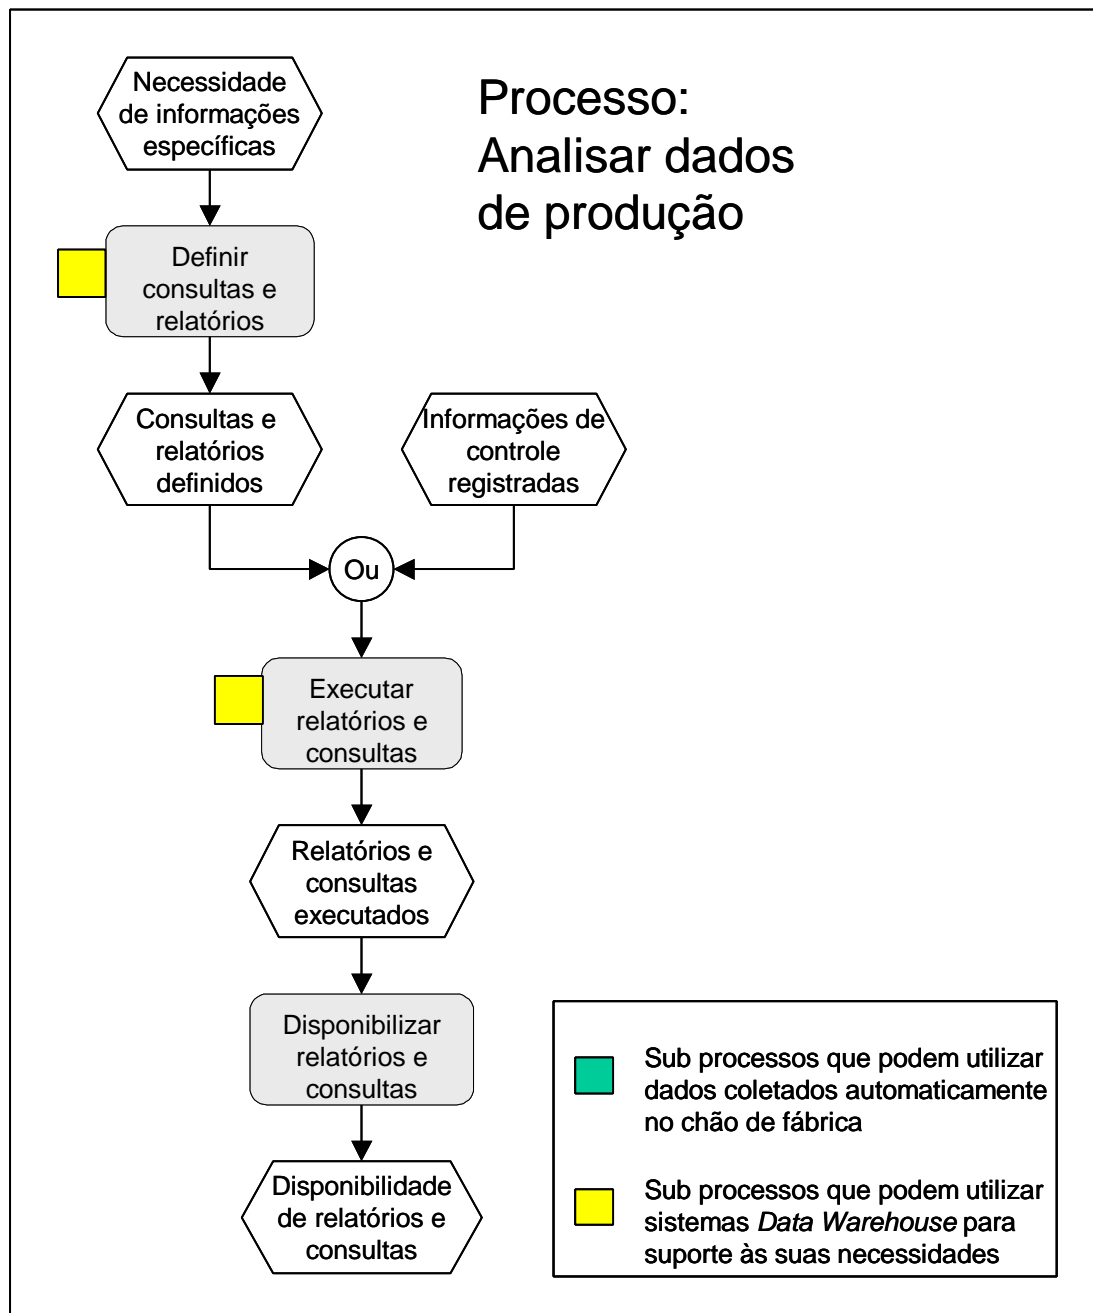 Processo:
Analisar dados
de produção
Necessidade
de informações
específicas
Definir
consultas e
relatórios
Consultas e
relatórios
definidos
Informações de
controle
registradas
Ou
Executar
relatórios e
consultas
Relatórios e
consultas
executados
Disponibilizar
relatórios e
consultas
Disponibilidade
de relatórios e
consultas
Sub processos que podem utilizar
dados coletados automaticamente
no chão de fábrica
Sub processos que podem utilizar
sistemas Data Warehouse para
suporte às suas necessidades